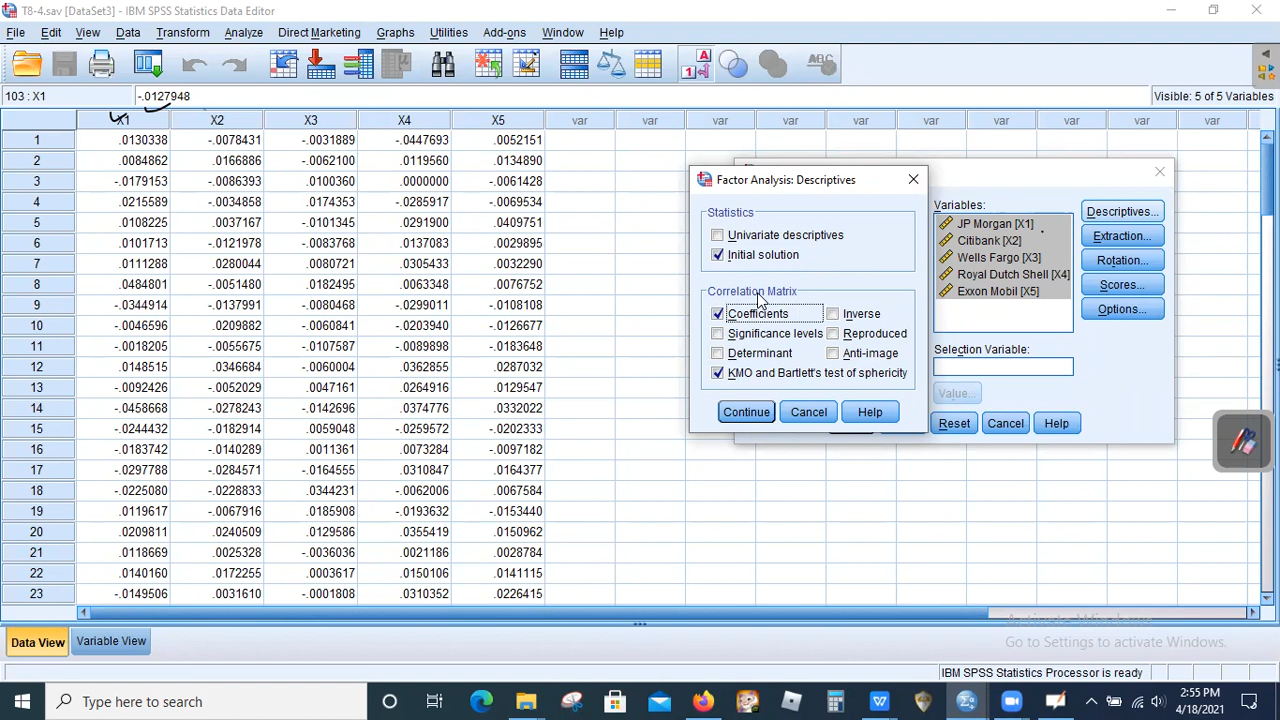 T8-4.sav [DataSet3] - IBM SPSS Statistics Data Editor
File Edit View Data Transform Analyze Direct Marketing Graphs Utilities Add-ons Window Help
103 : X1 -.0127948 Visible: 5 of 5 Variables
X1 X2 X3 X4 X5 var var var var var var var var
1 .0130338 -.0078431 -.0031889 -.0447693 .0052151
2 .0084862 .0166886 -.0062100 .0119560 .0134890
3 -.0179153 -.0086393 .0100360 .0000000 -.0061428
4 .0215589 -.0034858 .0174353 -.0285917 -.0069534
5 .0108225 .0037167 -.0101345 .0291900 .0409751
6 .0101713 -.0121978 -.0083768 .0137083 .0029895
7 .0111288 .0280044 .0080721 .0305433 .0032290
8 .0484801 -.0051480 .0182495 .0063348 .0076752
9 -.0344914 -.0137991 -.0080468 -.0299011 -.0108108
10 -.0046596 .0209882 -.0060841 -.0203940 -.0126677
11 -.0018205 -.0055675 -.0107587 -.0089898 -.0183648
12 .0148515 .0346684 -.0060004 .0362855 .0287032
13 -.0092426 -.0052029 .0047161 .0264916 .0129547
14 -.0458668 -.0278243 -.0142696 .0374776 .0332022
15 -.0244432 -.0182914 .0059048 -.0259572 -.0202333
16 -.0183742 -.0140289 .0011361 .0073284 -.0097182
17 -.0297788 -.0284571 -.0164555 .0310847 .0164377
18 -.0225080 -.0228833 .0344231 -.0062006 .0067584
19 .0119617 -.0067916 .0185908 -.0193632 -.0153440
20 .0209811 .0240509 .0129586 .0355419 .0150962
21 .0118669 .0025328 -.0036036 .0021186 .0028784
22 .0140160 .0172255 .0003617 .0150106 .0141115
23 -.0149506 .0031610 -.0001808 .0310352 .0226415
Factor Analysis: Descriptives
Statistics
Univariate descriptives
Initial solution
Correlation Matrix
Coefficients Inverse
Significance levels Reproduced
Determinant Anti-image
KMO and Bartlett's test of sphericity
Continue Cancel Help
Variables:
JP Morgan [X1]
Citibank [X2]
Wells Fargo [X3]
Royal Dutch Shell [X4]
Exxon Mobil [X5]
Selection Variable:
Value...
Descriptives...
Extraction...
Rotation...
Scores...
Options...
Reset Cancel Help
Activate Windows
Go to Settings to activate Windows.
Data View Variable View
IBM SPSS Statistics Processor is ready
Type here to search
2:55 PM
4/18/2021